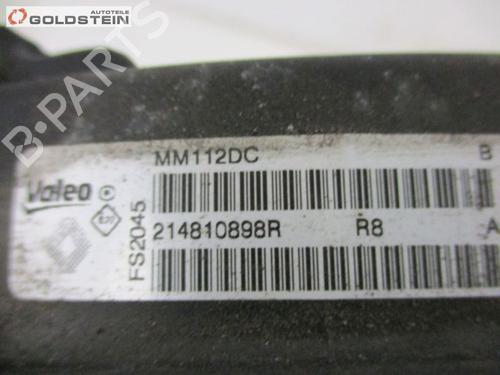 Autoteile
GOLDSTEIN
B-Parts
MM112DC
B
Valeo
FS2045
214810898R
R8
A